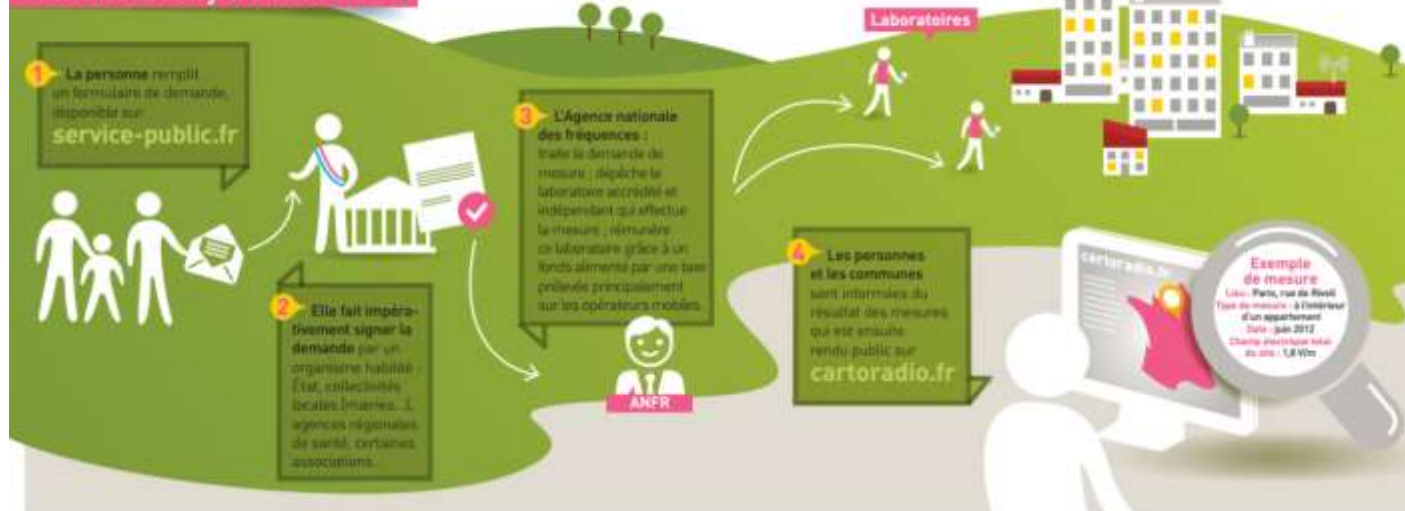 1 La personne remplit
un formulaire de demande,
disponible sur
service-public.fr
2 Elle fait impéra-
tivement signer la
demande par un
organisme habilité :
État, collectivités
locales (mairies...),
agences régionales
de santé, certaines
associations...
3 L'Agence nationale
des fréquences :
traite la demande de
mesure ; dépêche le
laboratoire accrédité et
indépendant qui effectue
la mesure ; rémunère
ce laboratoire grâce à un
fonds alimenté par une taxe
prélevée principalement
sur les opérateurs mobiles.
ANFR
Laboratoires
4 Les personnes
et les communes
sont informées du
résultat des mesures
qui est ensuite
rendu public sur
cartoradio.fr
cartoradio.fr
Exemple
de mesure
Lieu : Paris, rue de Rivoli
Type de mesure : à l'intérieur
d'un appartement
Date : juin 2012
Champ électrique total
du site : 1,8 V/m